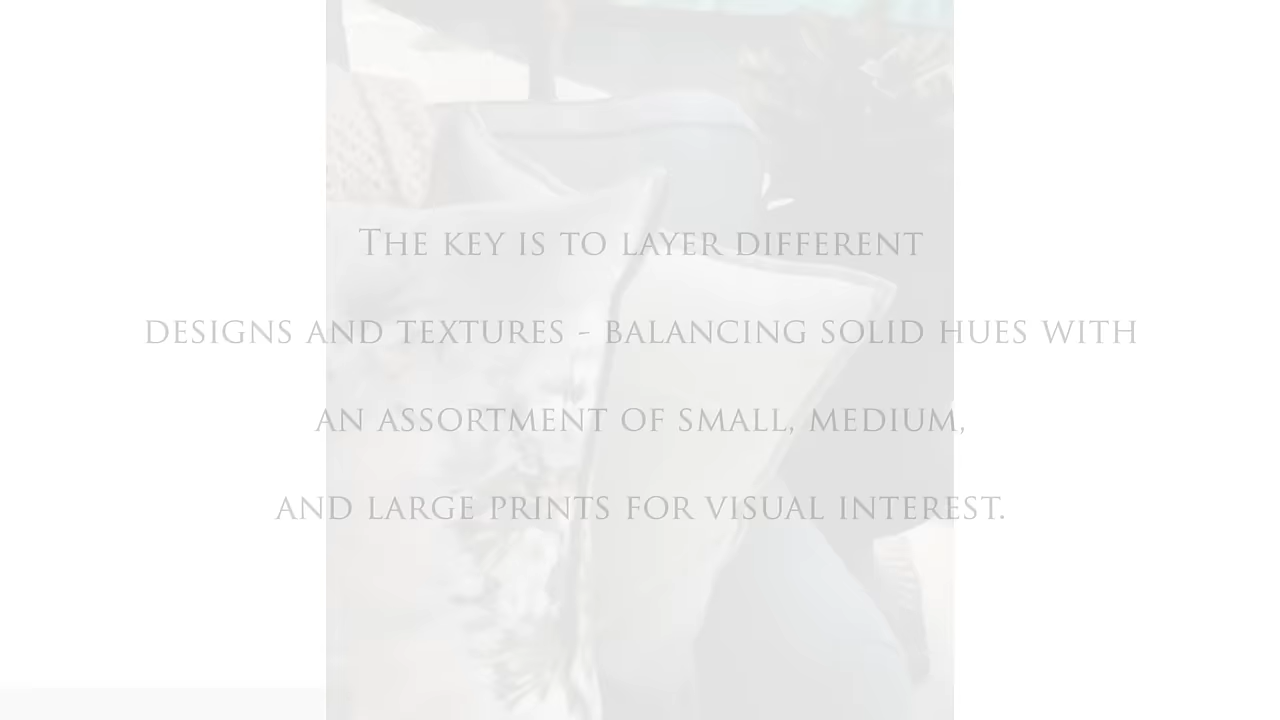 The key is to layer different
designs and textures - balancing solid hues with
an assortment of small, medium,
and large prints for visual interest.